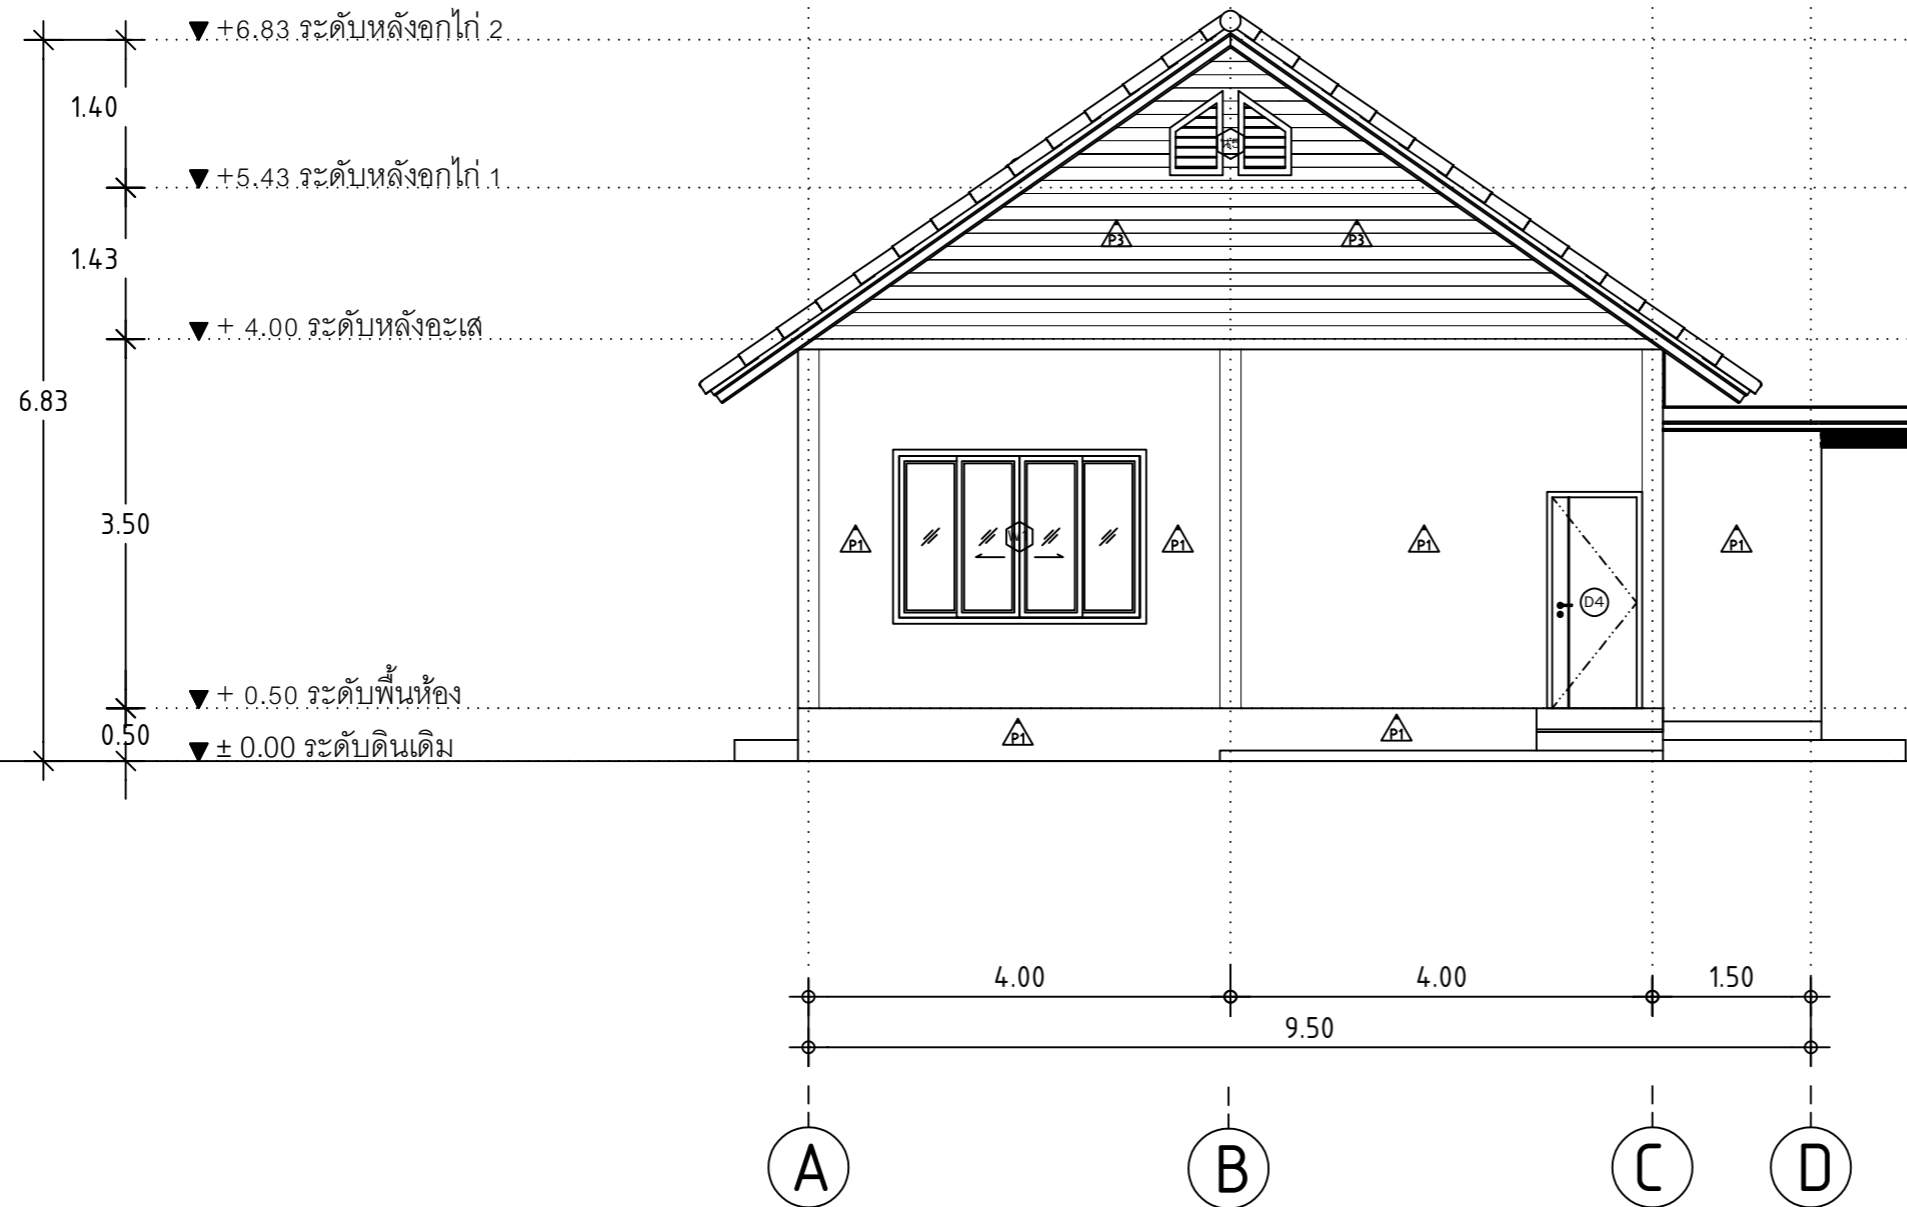 +6.83 ระดับหลังอกไก่ 2
1.40
+5.43 ระดับหลังอกไก่ 1
1.43
+ 4.00 ระดับหลังอะเส
6.83
3.50
+ 0.50 ระดับพื้นห้อง
0.50
± 0.00 ระดับดินเดิม
P3 P3
P1 W1 P1 P1 P1
D4
P1 P1
4.00 4.00 1.50
9.50
A B C D